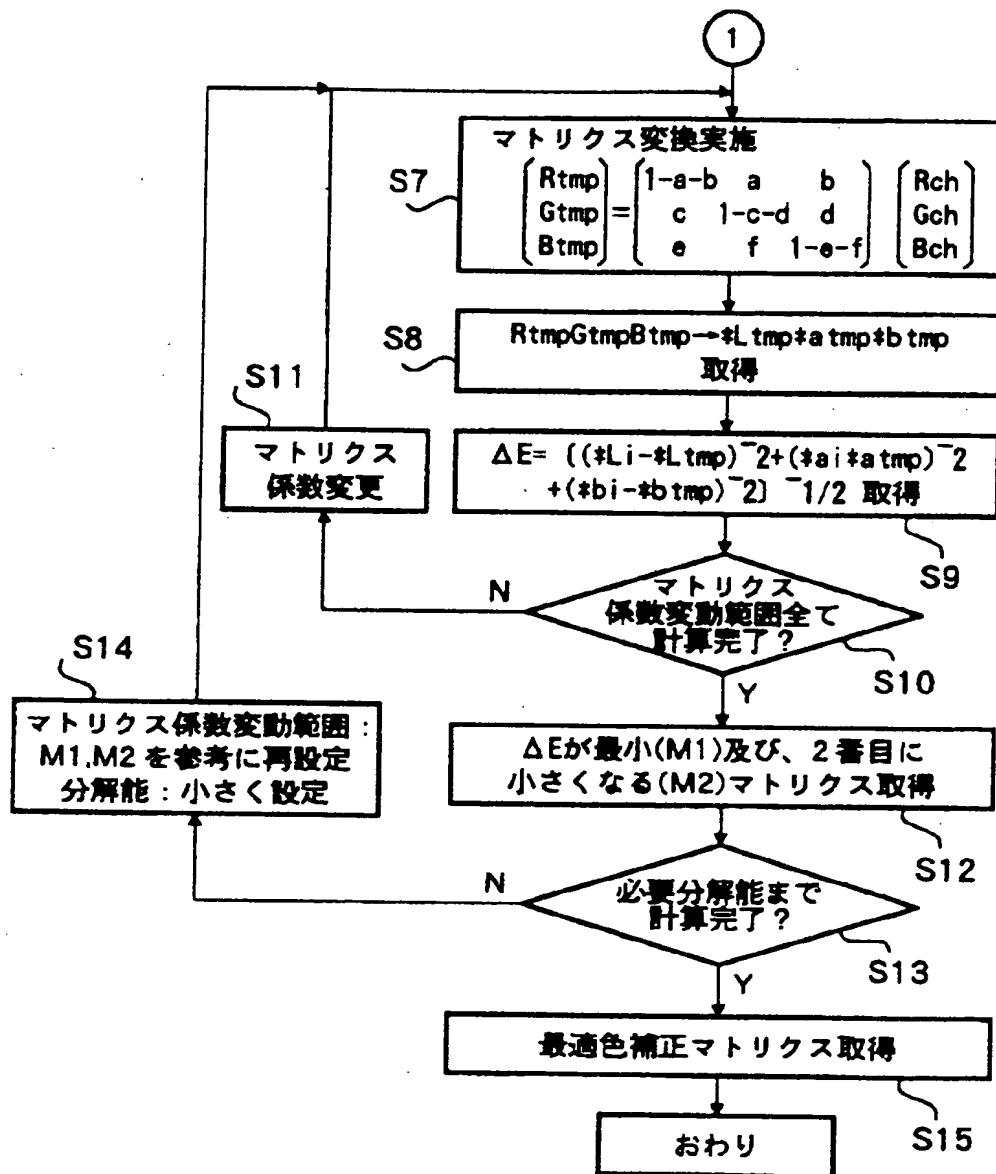 1
マトリクス変換実施
S7
Rtmp 1-a-b a b Rch
Gtmp = c 1-c-d d Gch
Btmp e f 1-e-f Bch
S8
RtmpGtmpBtmp→*Ltmp*atmp*btmp
取得
S11
マトリクス
係数変更
ΔE= [(*Li-*Ltmp)¯2+(*ai*atmp)¯2
+(*bi-*btmp)¯2] ¯1/2 取得
S9
N
マトリクス
係数変動範囲全て
計算完了?
S10
Y
S14
マトリクス係数変動範囲:
M1.M2を参考に再設定
分解能:小さく設定
ΔEが最小(M1)及び、2番目に
小さくなる(M2)マトリクス取得
S12
N
必要分解能まで
計算完了?
S13
Y
最適色補正マトリクス取得
S15
おわり